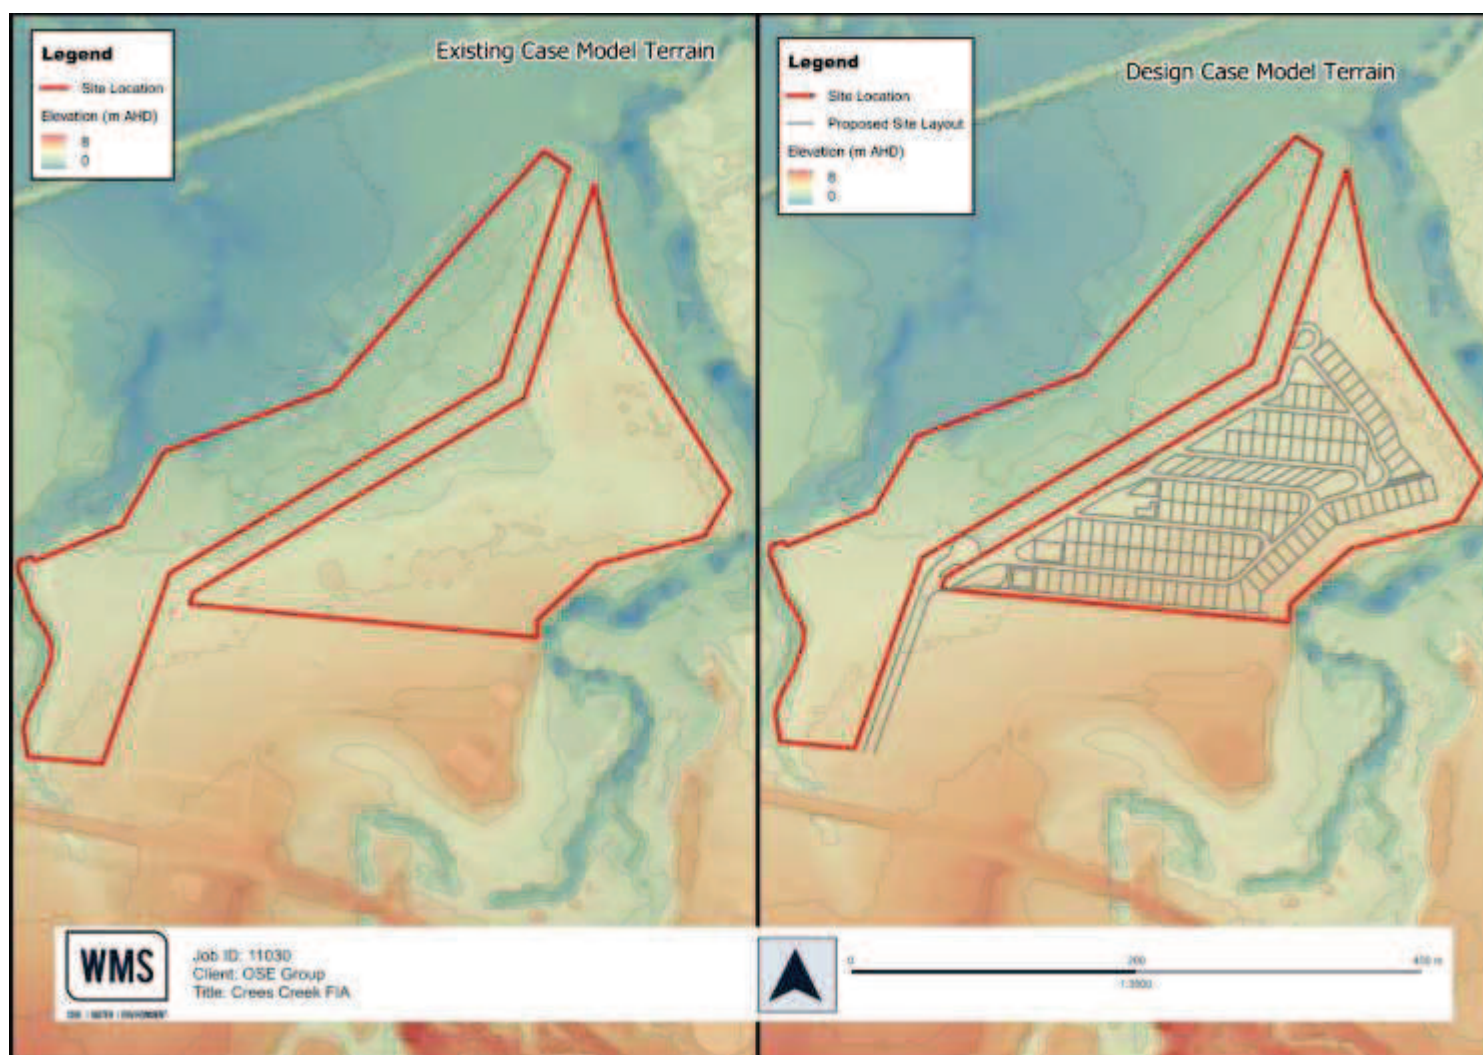 Legend
Site Location
Elevation (m AHD)
8
0
Existing Case Model Terrain
Legend
Site Location
Proposed Site Layout
Elevation (m AHD)
8
0
Design Case Model Terrain
WMS
Job ID: 11030
Client: OSE Group
Title: Crees Creek FIA
0
200
400 m